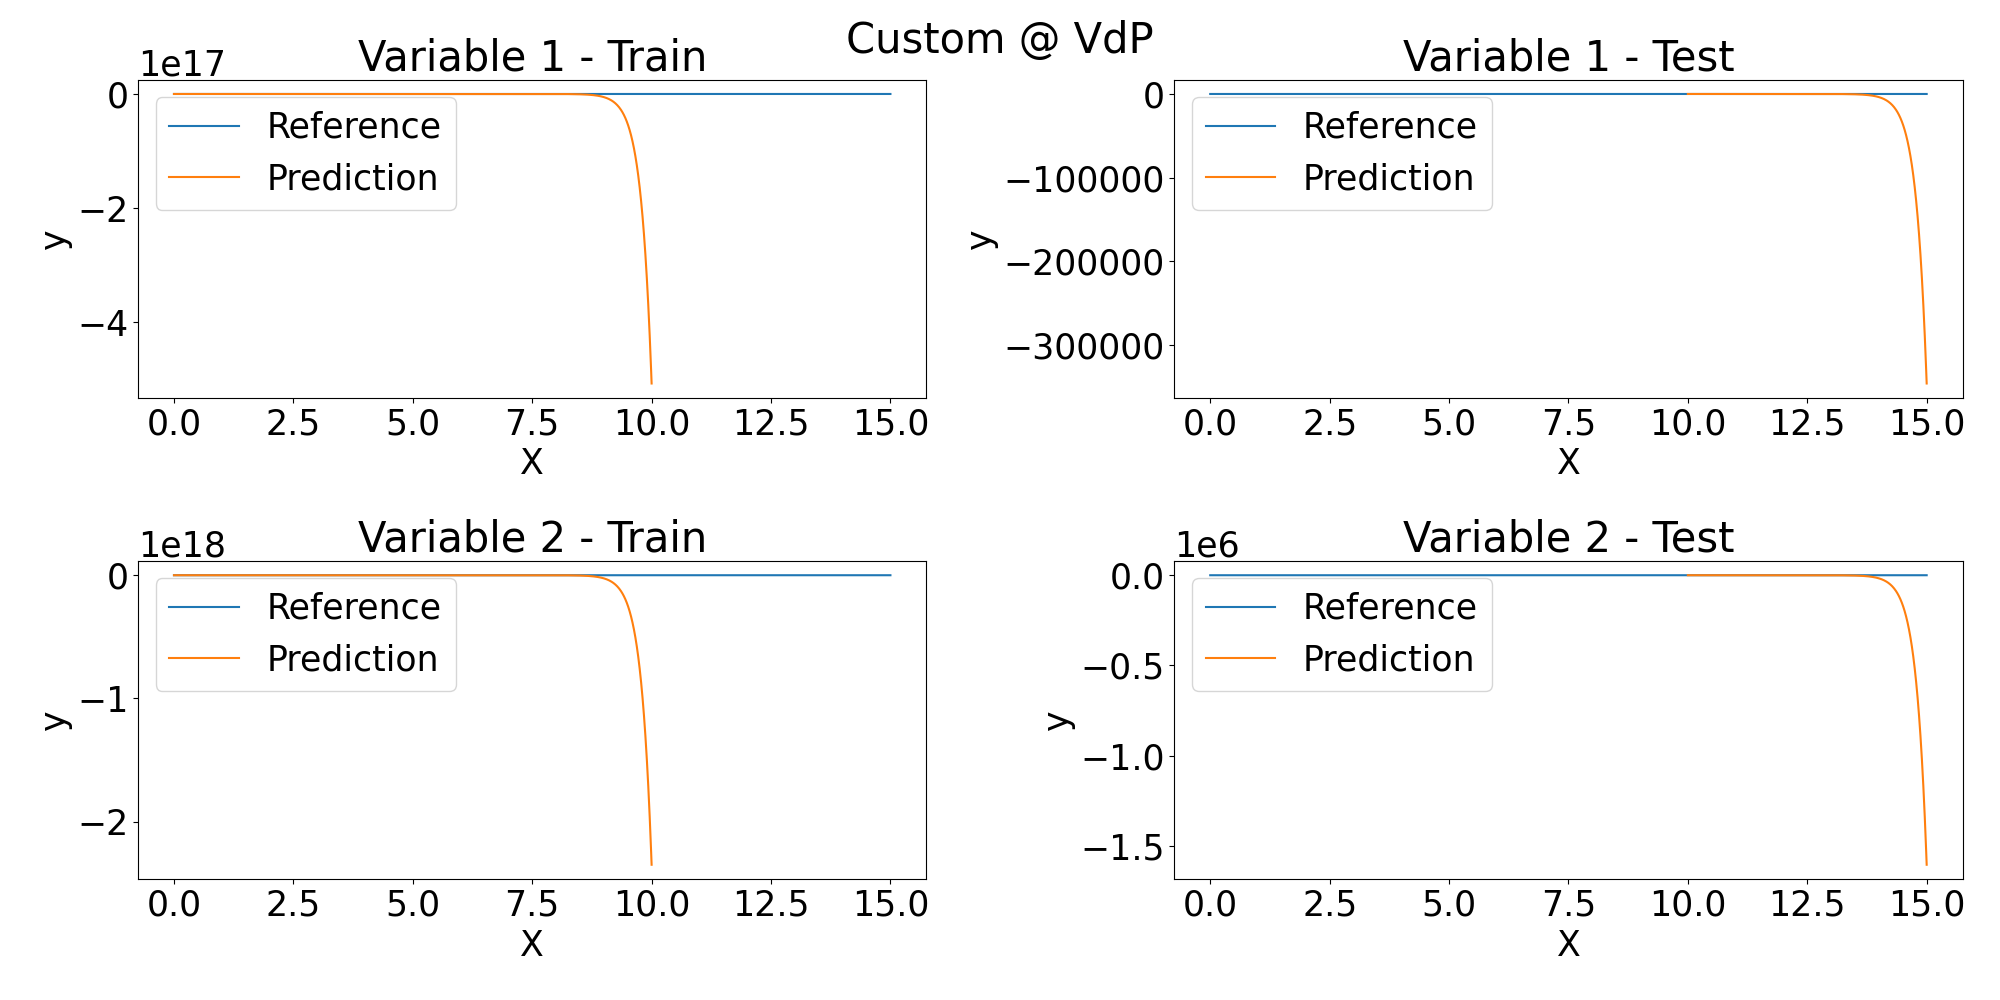 Custom @ VdP
Variable 1 - Train
1e17
0
−2
−4
y
Reference
Prediction
0.0 2.5 5.0 7.5 10.0 12.5 15.0
X
Variable 1 - Test
0
−100000
−200000
−300000
y
Reference
Prediction
0.0 2.5 5.0 7.5 10.0 12.5 15.0
X
Variable 2 - Train
1e18
0
−1
−2
y
Reference
Prediction
0.0 2.5 5.0 7.5 10.0 12.5 15.0
X
Variable 2 - Test
1e6
0.0
−0.5
−1.0
−1.5
y
Reference
Prediction
0.0 2.5 5.0 7.5 10.0 12.5 15.0
X